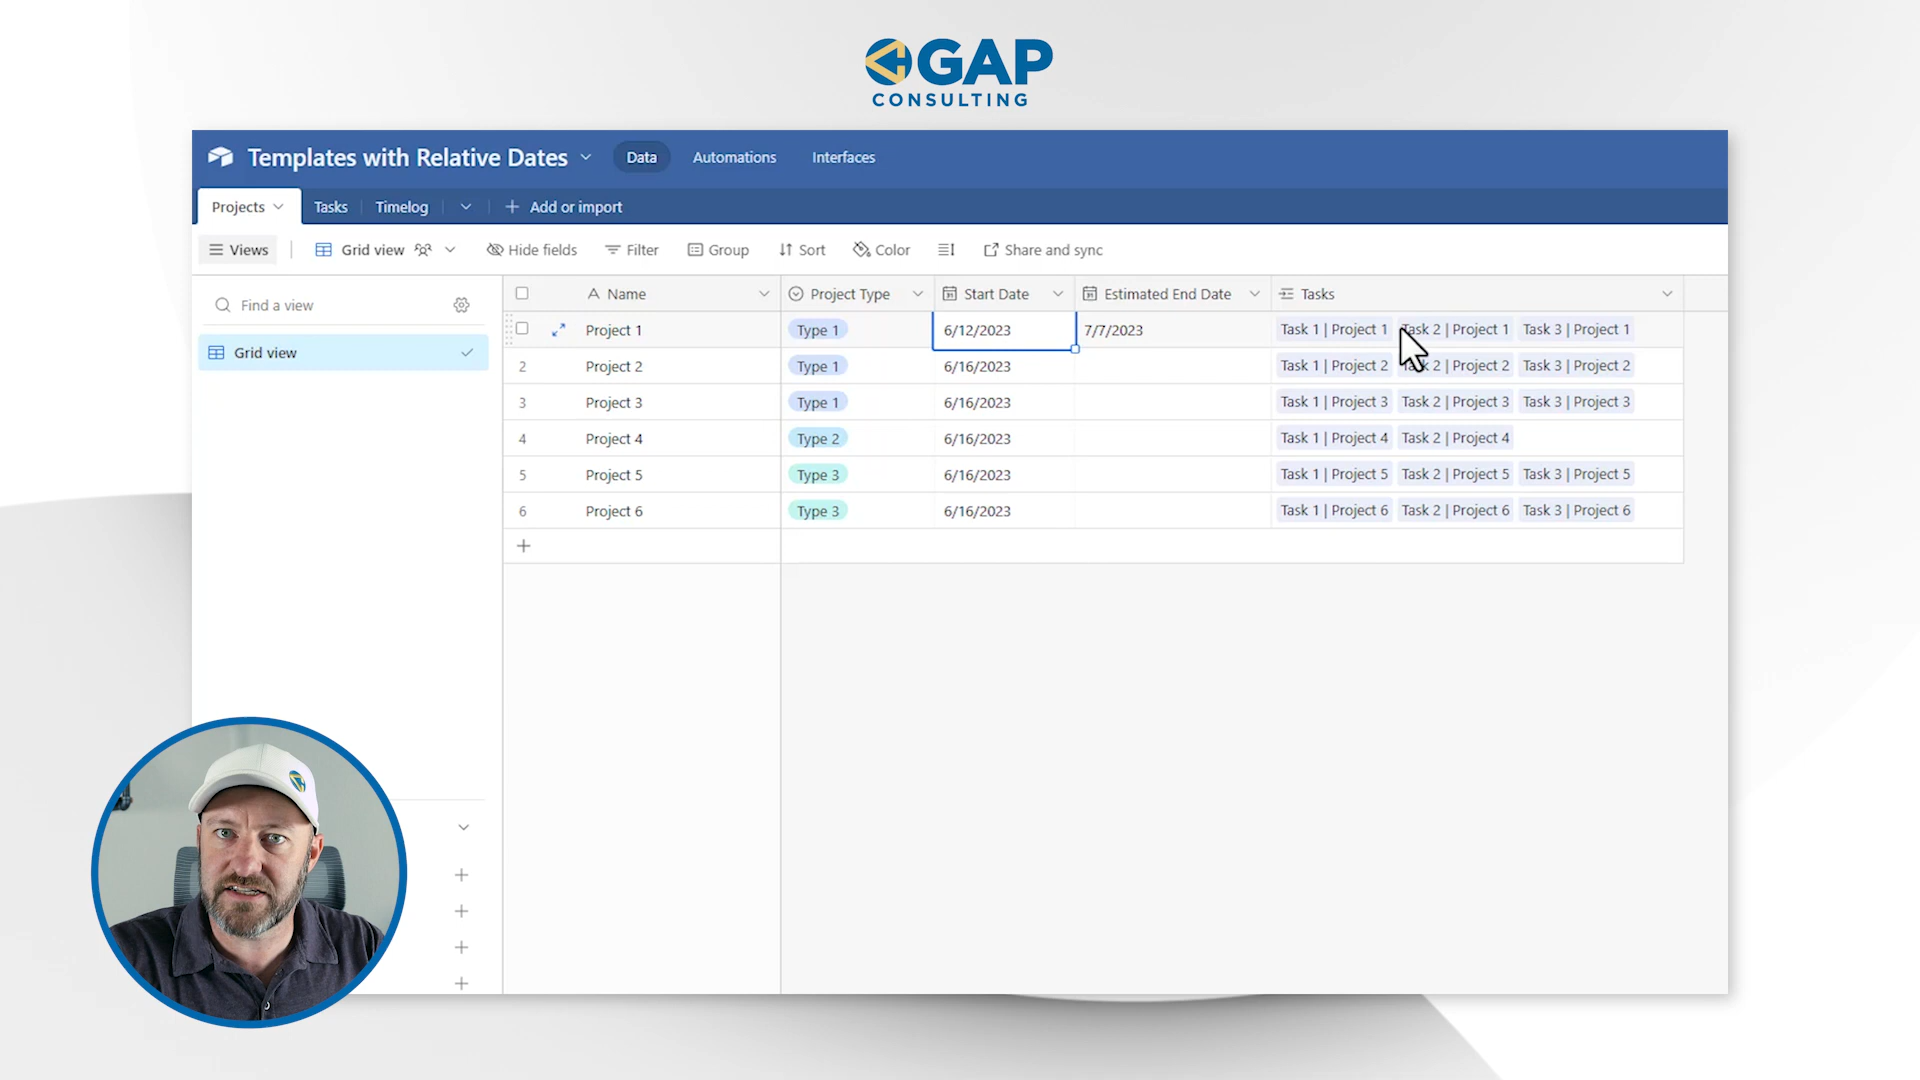 GAP
CONSULTING
Templates with Relative Dates Data Automations Interfaces
Projects Tasks Timelog Add or import
Views Grid view Hide fields Filter Group Sort Color Share and sync
Find a view
Grid view
Name Project Type Start Date Estimated End Date Tasks
Project 1 Type 1 6/12/2023 7/7/2023 Task 1 | Project 1 Task 2 | Project 1 Task 3 | Project 1
2 Project 2 Type 1 6/16/2023 Task 1 | Project 2 Task 2 | Project 2 Task 3 | Project 2
3 Project 3 Type 1 6/16/2023 Task 1 | Project 3 Task 2 | Project 3 Task 3 | Project 3
4 Project 4 Type 2 6/16/2023 Task 1 | Project 4 Task 2 | Project 4
5 Project 5 Type 3 6/16/2023 Task 1 | Project 5 Task 2 | Project 5 Task 3 | Project 5
6 Project 6 Type 3 6/16/2023 Task 1 | Project 6 Task 2 | Project 6 Task 3 | Project 6